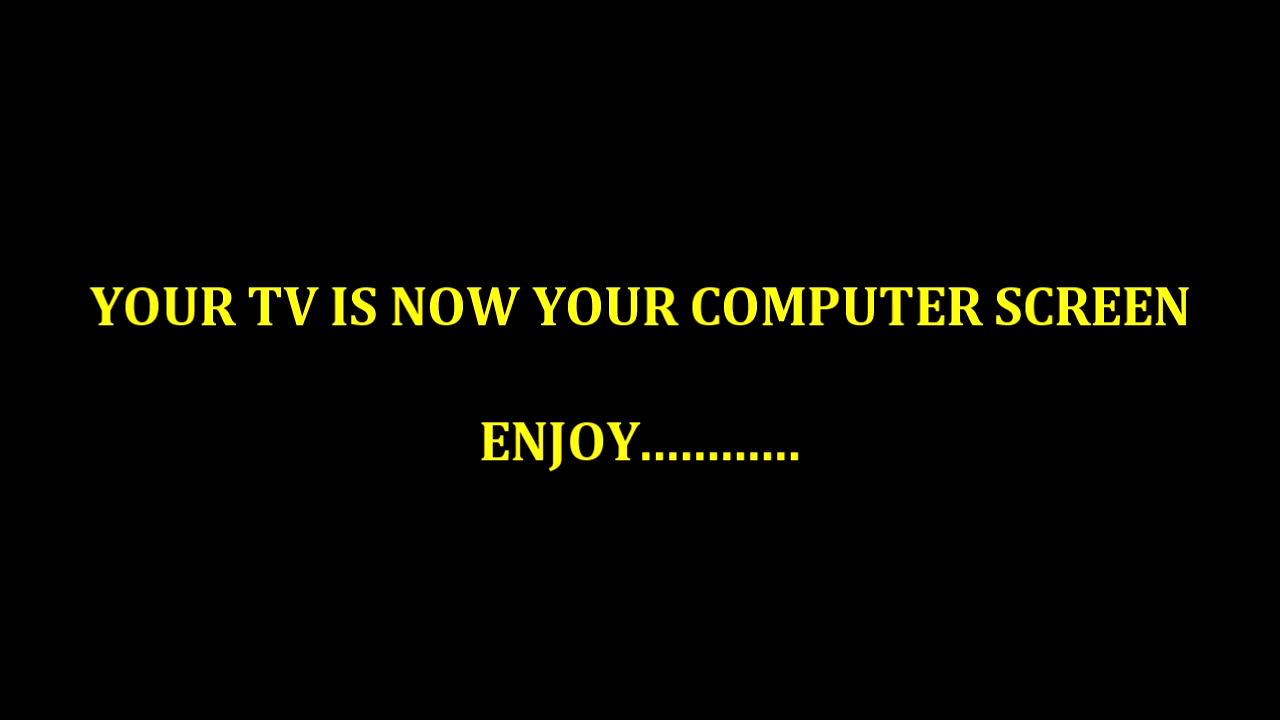 YOUR TV IS NOW YOUR COMPUTER SCREEN
ENJOY............